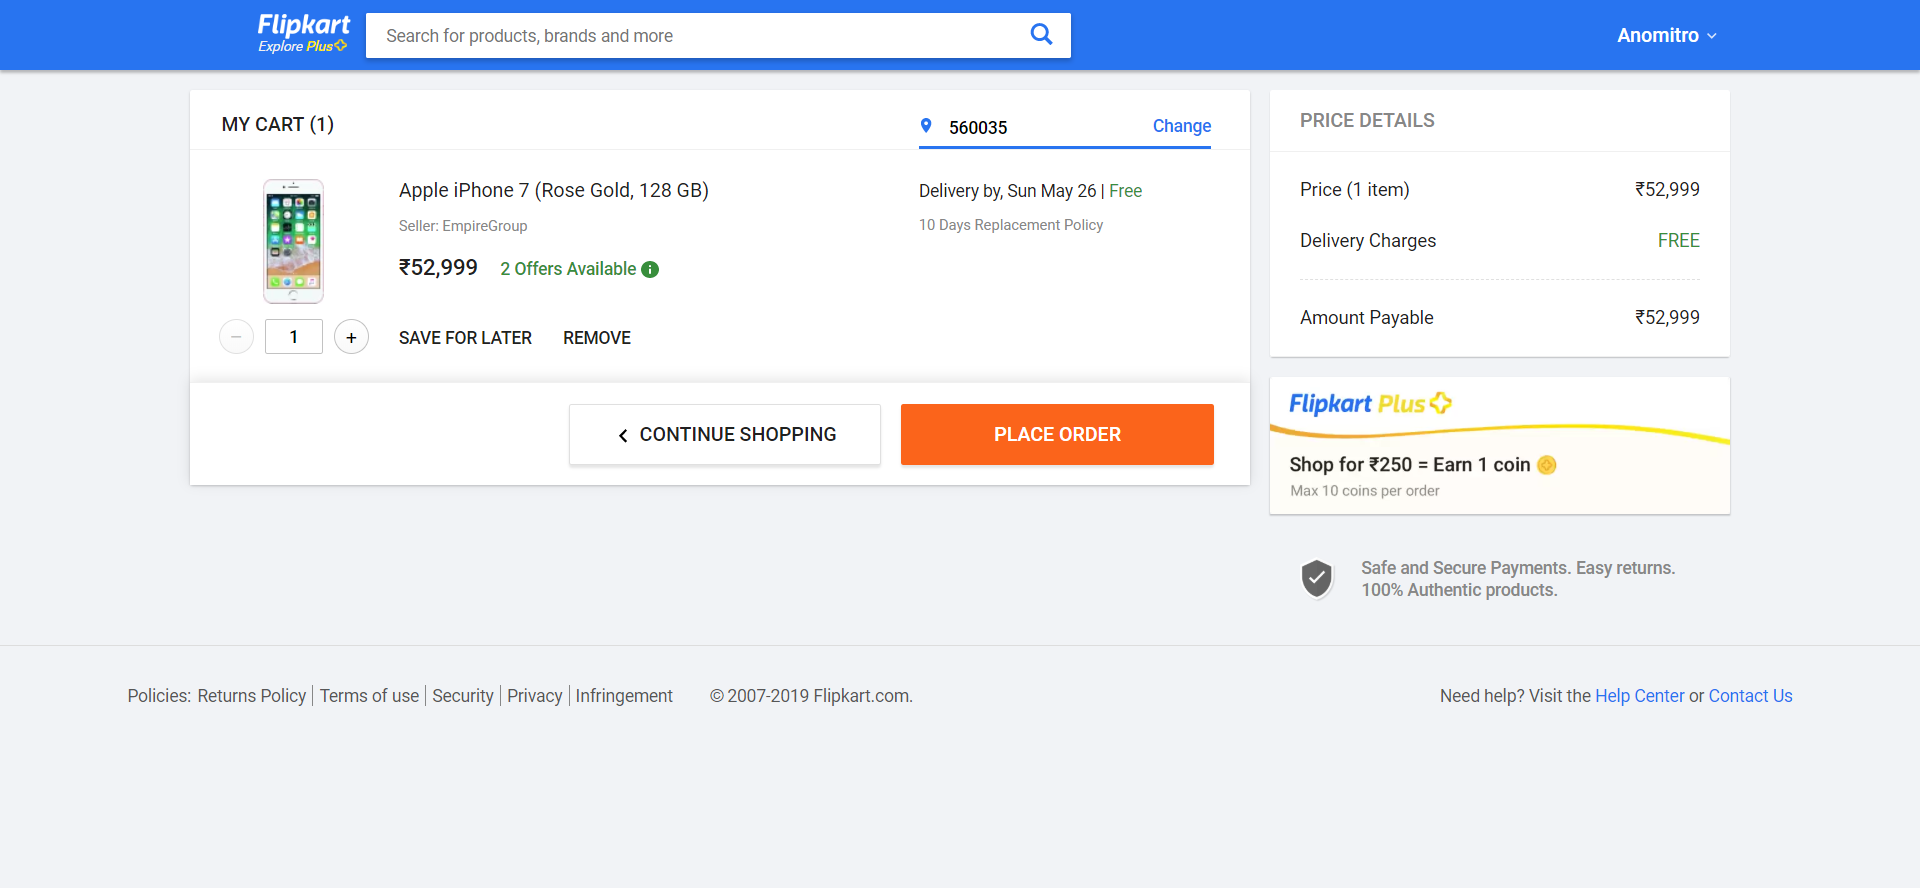 Flipkart
Explore Plus
Search for products, brands and more
Anomitro
MY CART (1)
560035
Change
Apple iPhone 7 (Rose Gold, 128 GB)
Seller: EmpireGroup
₹52,999 2 Offers Available
Delivery by, Sun May 26 | Free
10 Days Replacement Policy
1
SAVE FOR LATER REMOVE
CONTINUE SHOPPING
PLACE ORDER
PRICE DETAILS
Price (1 item) ₹52,999
Delivery Charges FREE
Amount Payable ₹52,999
Flipkart Plus
Shop for ₹250 = Earn 1 coin
Max 10 coins per order
Safe and Secure Payments. Easy returns.
100% Authentic products.
Policies: Returns Policy | Terms of use | Security | Privacy | Infringement © 2007-2019 Flipkart.com.
Need help? Visit the Help Center or Contact Us